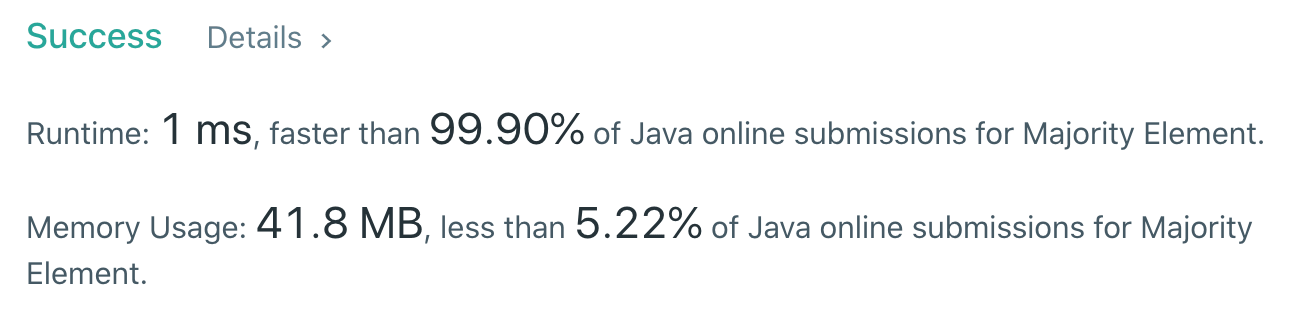 Success Details >
Runtime: 1 ms, faster than 99.90% of Java online submissions for Majority Element.
Memory Usage: 41.8 MB, less than 5.22% of Java online submissions for Majority
Element.